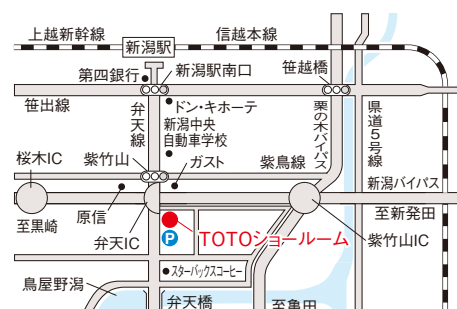 上越新幹線
信越本線
新潟駅
第四銀行
新潟駅南口
笹越橋
笹出線
弁天線
ドン・キホーテ
新潟中央
自動車学校
栗の木バイパス
県道5号線
桜木IC
紫竹山
ガスト
紫鳥線
新潟バイパス
原信
至黒崎
弁天IC
P
TOTOショールーム
至新発田
紫竹山IC
スターバックスコーヒー
鳥屋野潟
弁天橋
至亀田